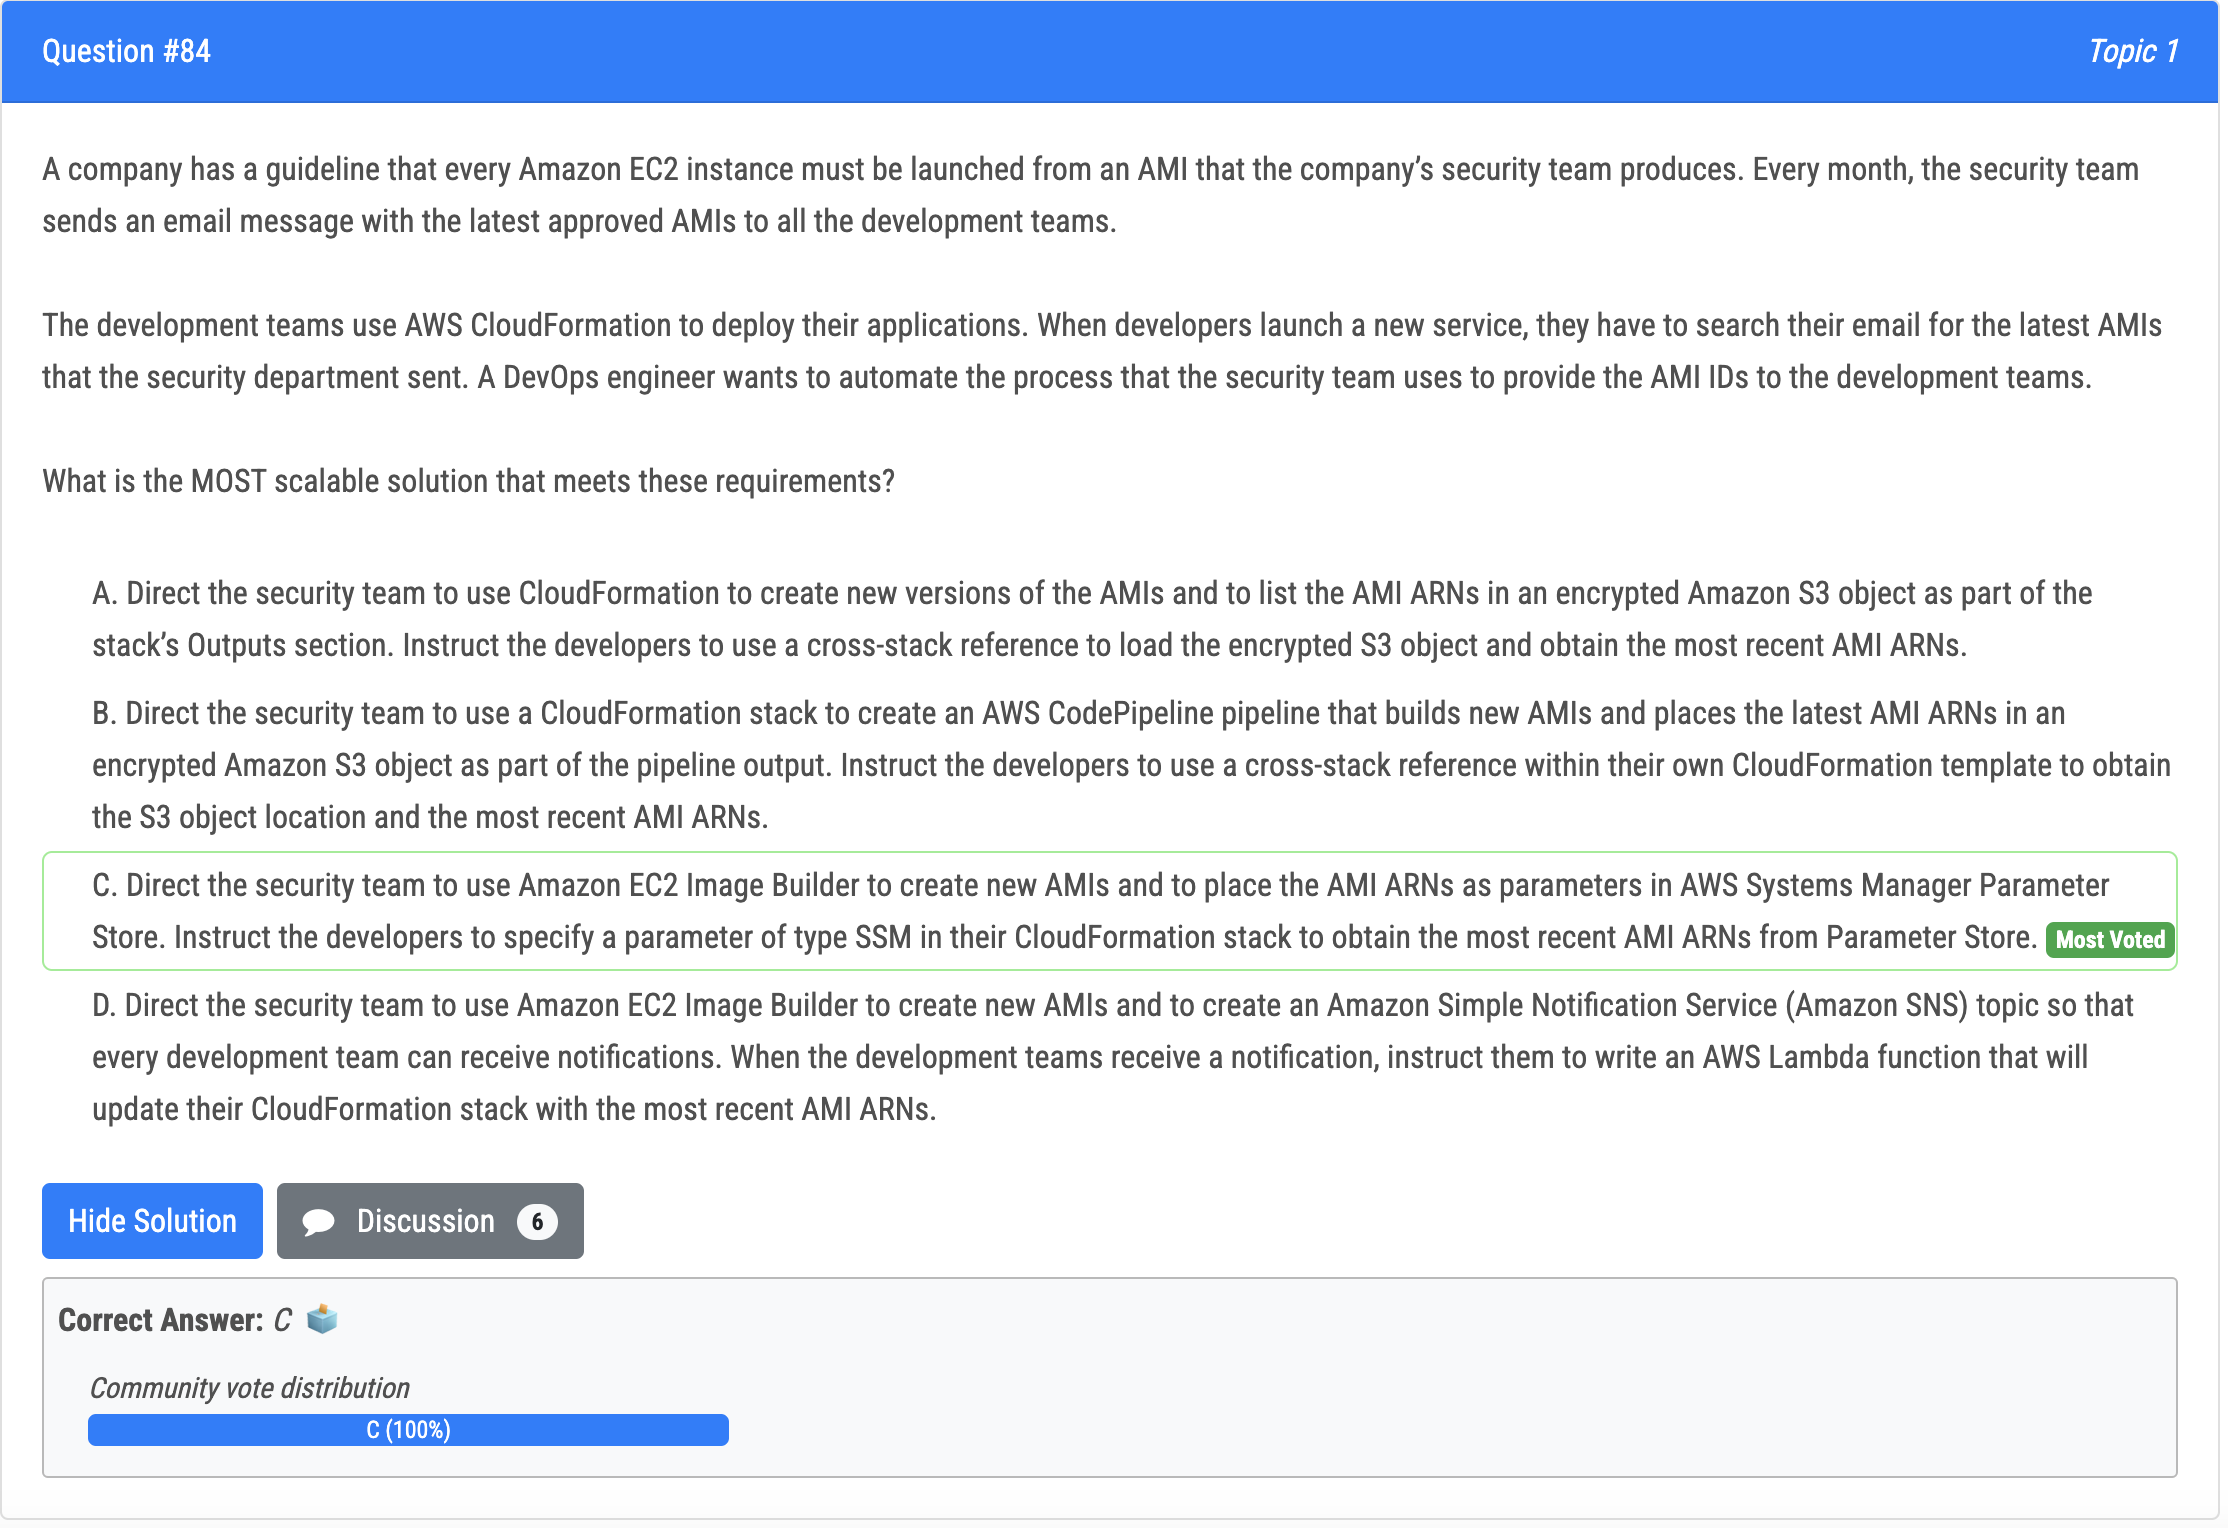 Question #84
Topic 1
A company has a guideline that every Amazon EC2 instance must be launched from an AMI that the company’s security team produces. Every month, the security team
sends an email message with the latest approved AMIs to all the development teams.
The development teams use AWS CloudFormation to deploy their applications. When developers launch a new service, they have to search their email for the latest AMIs
that the security department sent. A DevOps engineer wants to automate the process that the security team uses to provide the AMI IDs to the development teams.
What is the MOST scalable solution that meets these requirements?
A. Direct the security team to use CloudFormation to create new versions of the AMIs and to list the AMI ARNs in an encrypted Amazon S3 object as part of the
stack’s Outputs section. Instruct the developers to use a cross-stack reference to load the encrypted S3 object and obtain the most recent AMI ARNs.
B. Direct the security team to use a CloudFormation stack to create an AWS CodePipeline pipeline that builds new AMIs and places the latest AMI ARNs in an
encrypted Amazon S3 object as part of the pipeline output. Instruct the developers to use a cross-stack reference within their own CloudFormation template to obtain
the S3 object location and the most recent AMI ARNs.
C. Direct the security team to use Amazon EC2 Image Builder to create new AMIs and to place the AMI ARNs as parameters in AWS Systems Manager Parameter
Store. Instruct the developers to specify a parameter of type SSM in their CloudFormation stack to obtain the most recent AMI ARNs from Parameter Store. Most Voted
D. Direct the security team to use Amazon EC2 Image Builder to create new AMIs and to create an Amazon Simple Notification Service (Amazon SNS) topic so that
every development team can receive notifications. When the development teams receive a notification, instruct them to write an AWS Lambda function that will
update their CloudFormation stack with the most recent AMI ARNs.
Hide Solution
Discussion 6
Correct Answer: C
Community vote distribution
C (100%)